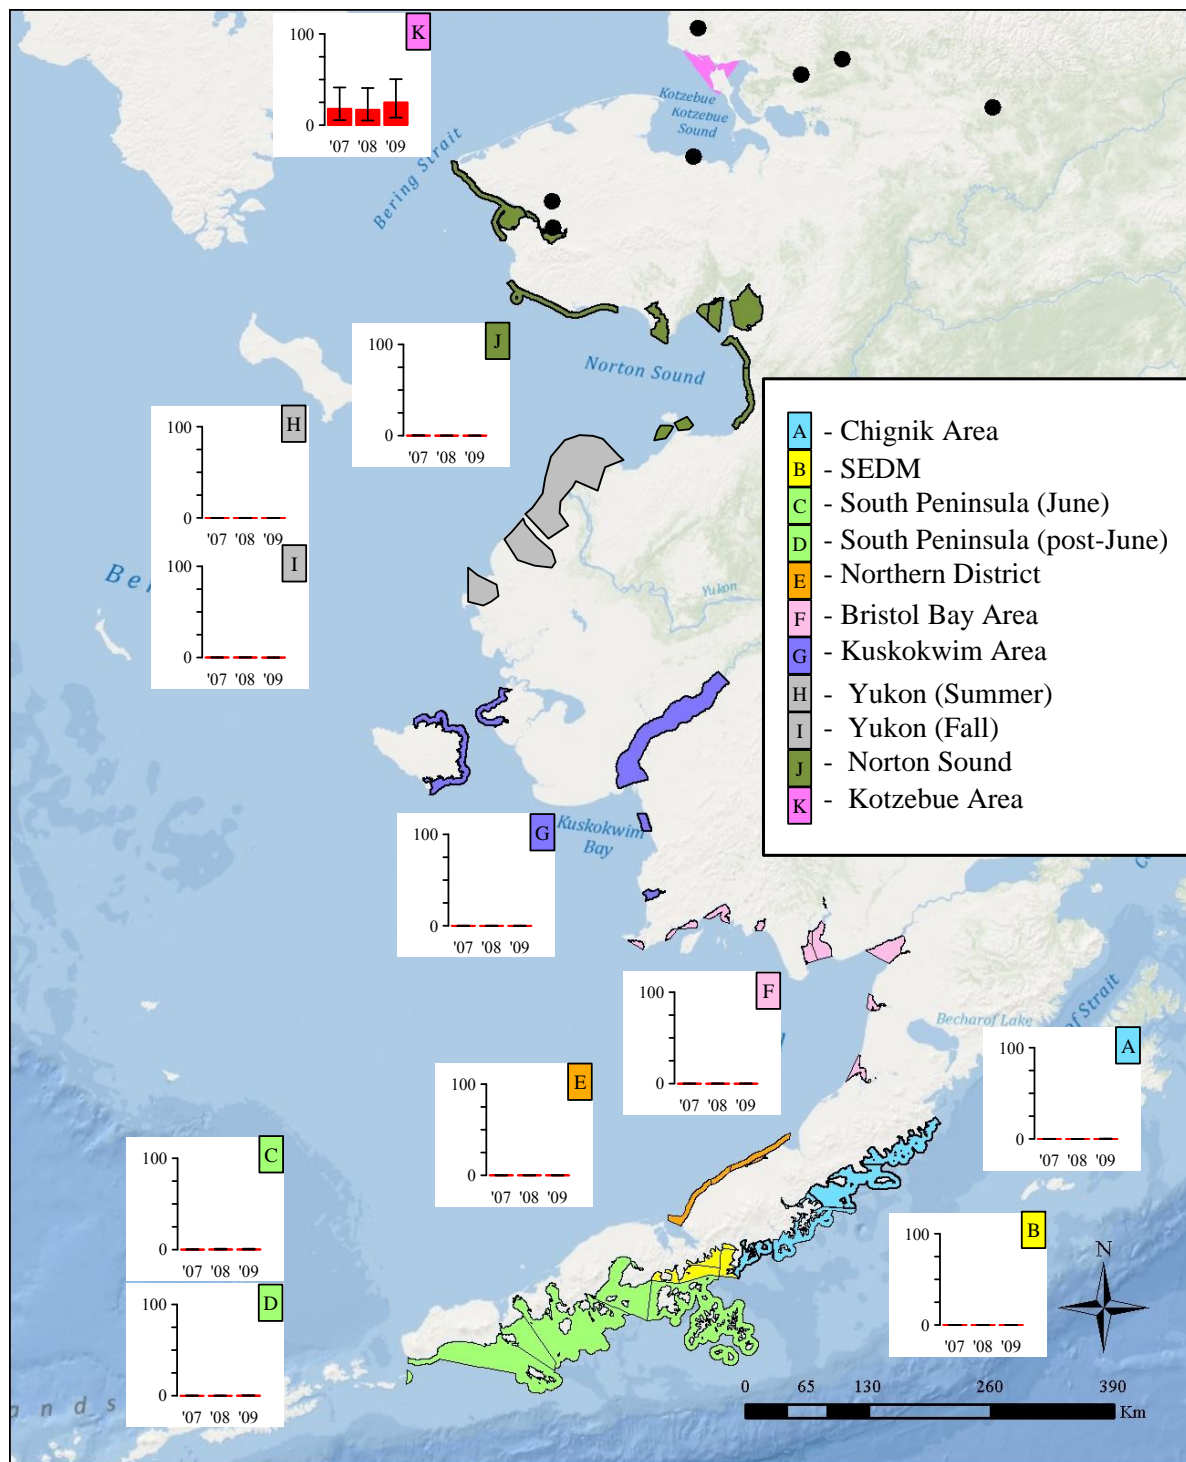 100
K
0
'07 '08 '09
Kotzebue
Kotzebue
Sound
Bering Strait
100
J
0
'07 '08 '09
Norton Sound
100
H
0
'07 '08 '09
100
I
0
'07 '08 '09
A - Chignik Area
B - SEDM
C - South Peninsula (June)
D - South Peninsula (post-June)
E - Northern District
F - Bristol Bay Area
G - Kuskokwim Area
H - Yukon (Summer)
I - Yukon (Fall)
J - Norton Sound
K - Kotzebue Area
Yukon
100
G
0
'07 '08 '09
Kuskokwim
Bay
100
F
0
'07 '08 '09
Becharof Lake
of Strait
100
A
0
'07 '08 '09
100
E
0
'07 '08 '09
100
C
0
'07 '08 '09
100
D
0
'07 '08 '09
100
B
0
'07 '08 '09
N
0 65 130 260 390
Km
ands